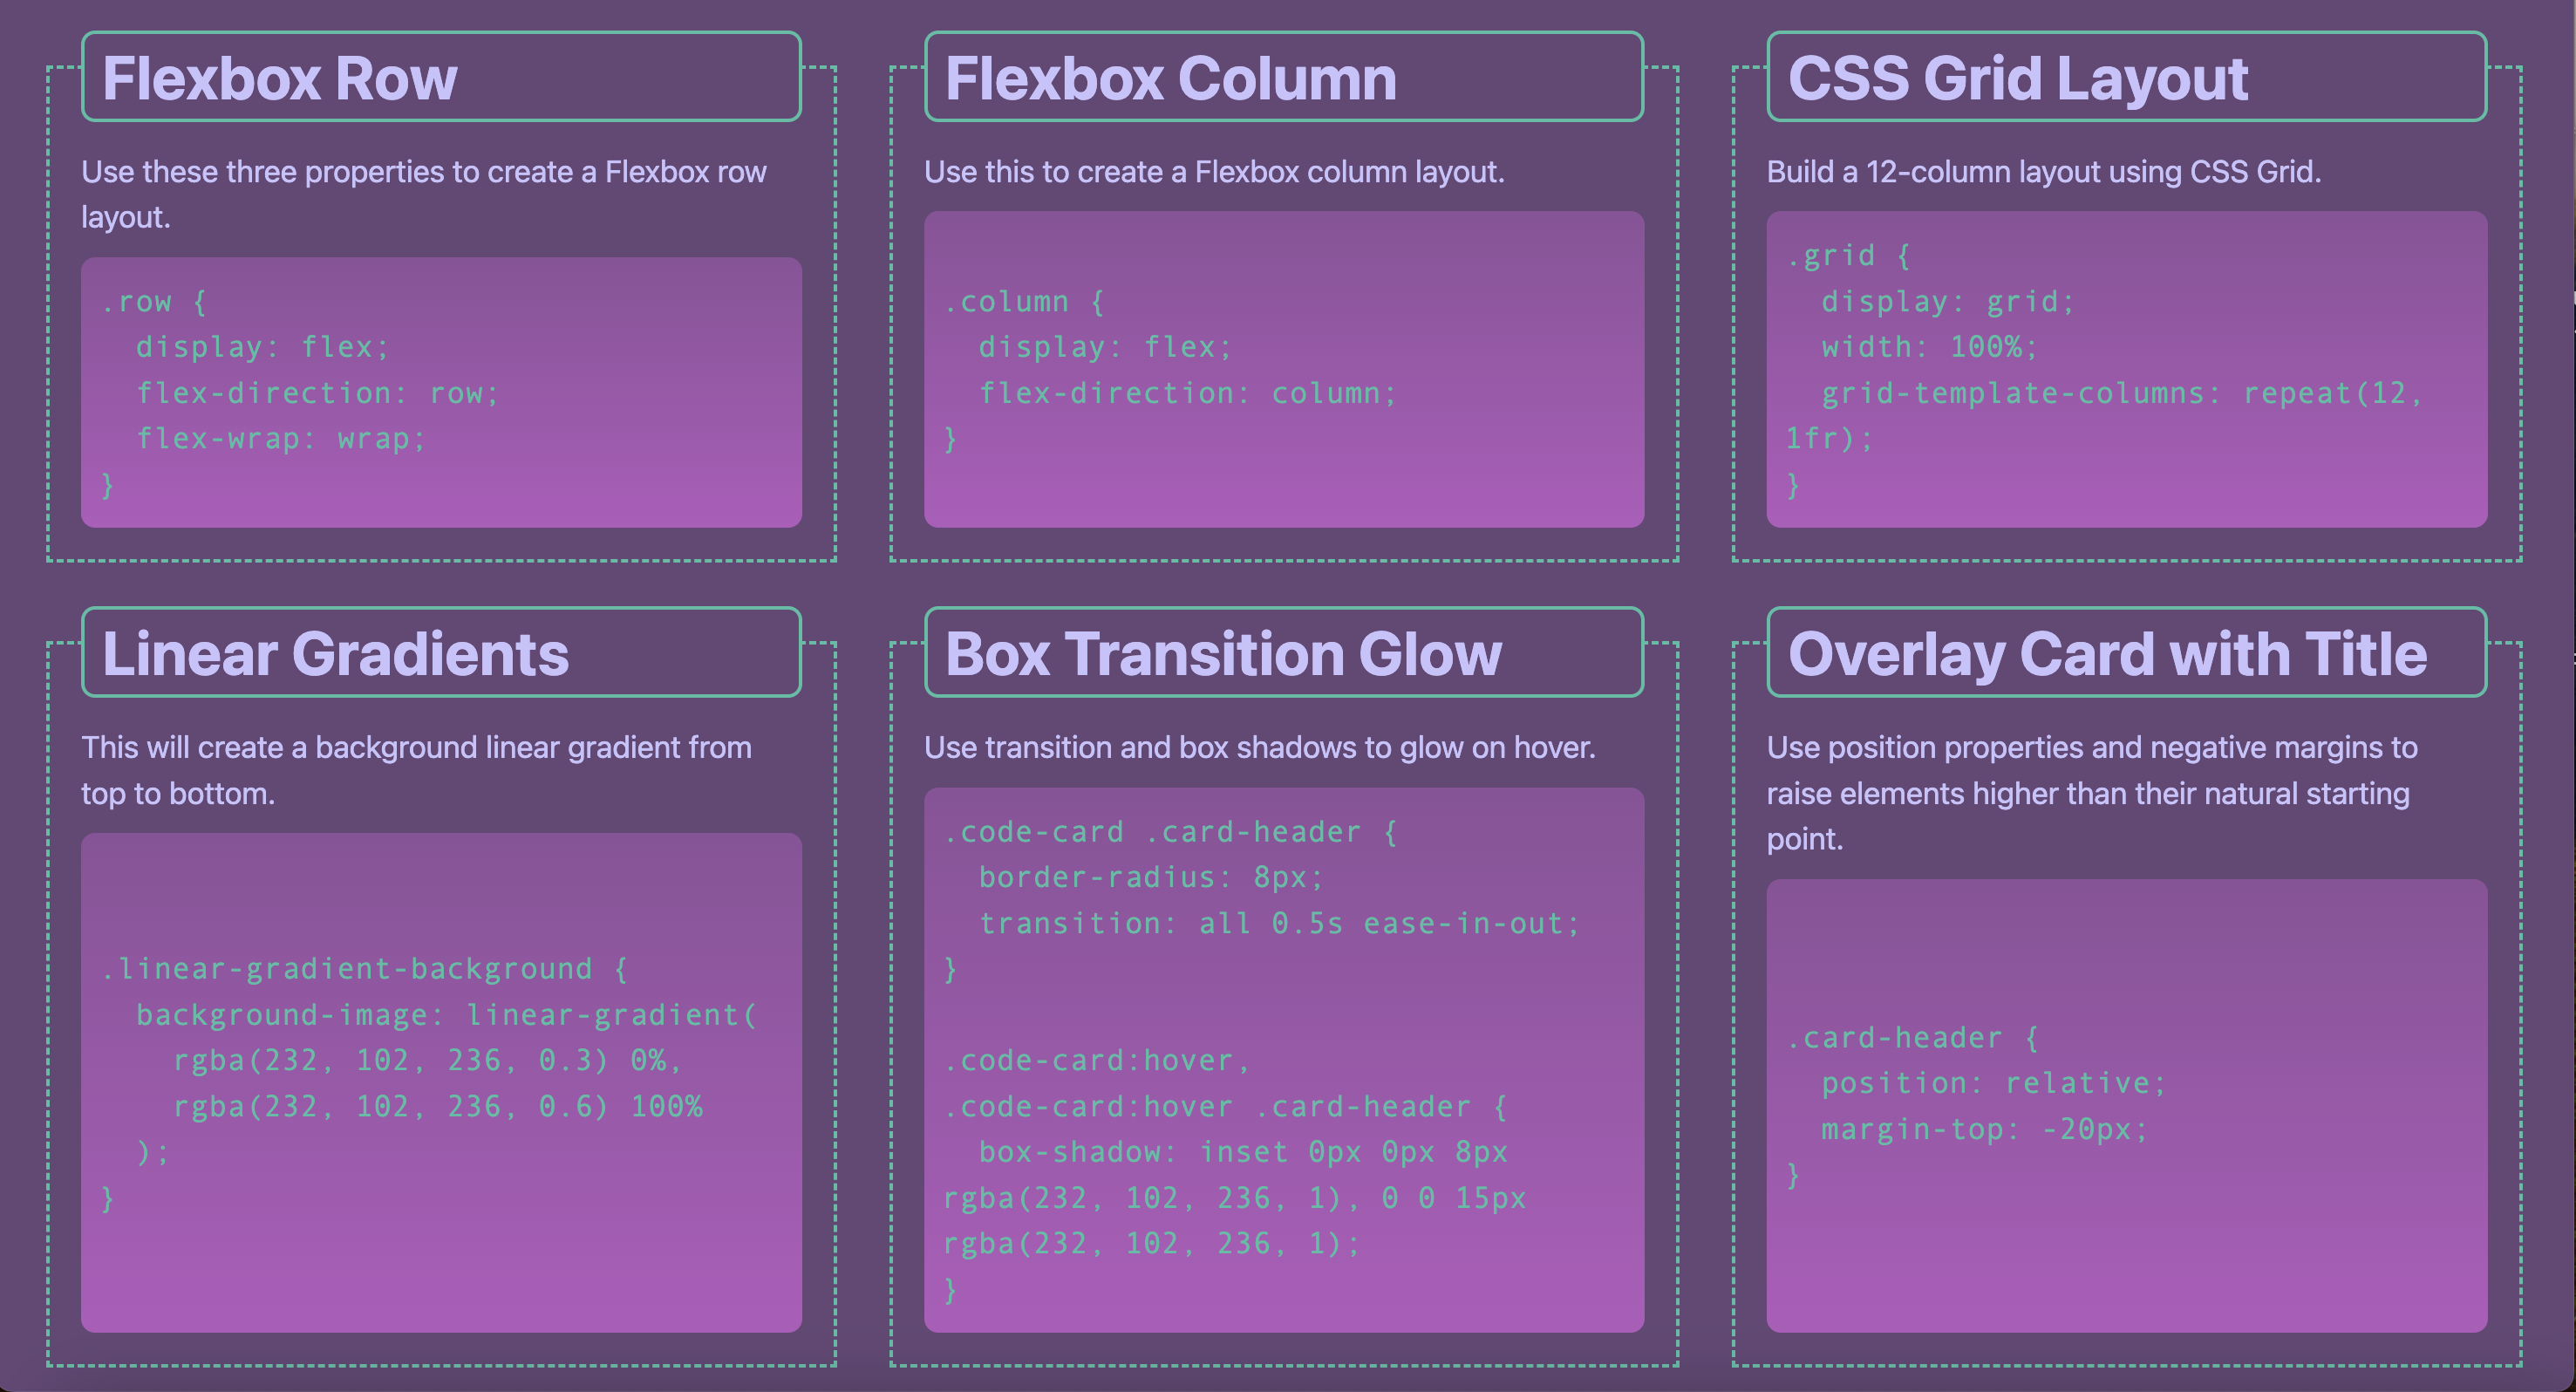 Flexbox Row
Use these three properties to create a Flexbox row
layout.
.row {
  display: flex;
  flex-direction: row;
  flex-wrap: wrap;
}
Flexbox Column
Use this to create a Flexbox column layout.
.column {
  display: flex;
  flex-direction: column;
}
CSS Grid Layout
Build a 12-column layout using CSS Grid.
.grid {
  display: grid;
  width: 100%;
  grid-template-columns: repeat(12,
1fr);
}
Linear Gradients
This will create a background linear gradient from
top to bottom.
.linear-gradient-background {
  background-image: linear-gradient(
    rgba(232, 102, 236, 0.3) 0%,
    rgba(232, 102, 236, 0.6) 100%
  );
}
Box Transition Glow
Use transition and box shadows to glow on hover.
.code-card .card-header {
  border-radius: 8px;
  transition: all 0.5s ease-in-out;
}
.code-card:hover,
.code-card:hover .card-header {
  box-shadow: inset 0px 0px 8px
rgba(232, 102, 236, 1), 0 0 15px
rgba(232, 102, 236, 1);
}
Overlay Card with Title
Use position properties and negative margins to
raise elements higher than their natural starting
point.
.card-header {
  position: relative;
  margin-top: -20px;
}